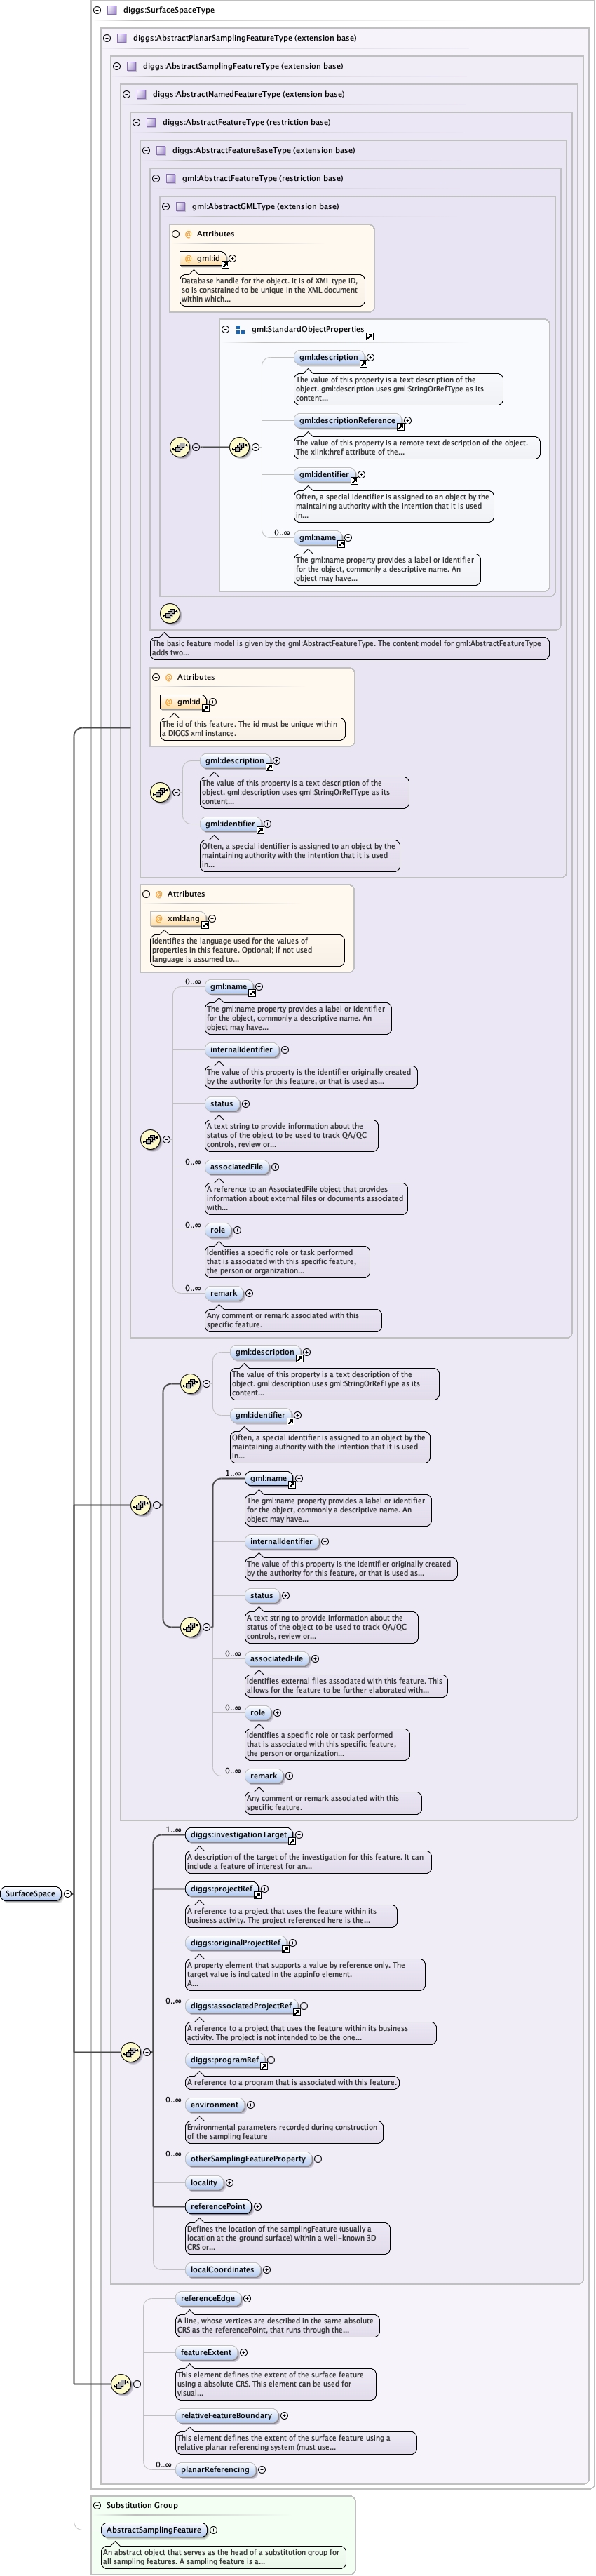 diggs:SurfaceSpaceType
diggs:AbstractPlanarSamplingFeatureType (extension base)
diggs:AbstractSamplingFeatureType (extension base)
diggs:AbstractNamedFeatureType (extension base)
diggs:AbstractFeatureType (restriction base)
diggs:AbstractFeatureBaseType (extension base)
gml:AbstractFeatureType (restriction base)
gml:AbstractGMLType (extension base)
@ Attributes
@ gml:id
Database handle for the object. It is of XML type ID,
so is constrained to be unique in the XML document
within which...
gml:StandardObjectProperties
gml:description
The value of this property is a text description of the
object. gml:description uses gml:StringOrRefType as its
content...
gml:descriptionReference
The value of this property is a remote text description of the object.
The xlink:href attribute of the...
gml:identifier
Often, a special identifier is assigned to an object by the
maintaining authority with the intention that it is used
in...
0..∞
gml:name
The gml:name property provides a label or identifier
for the object, commonly a descriptive name. An
object may have...
The basic feature model is given by the gml:AbstractFeatureType. The content model for gml:AbstractFeatureType
adds two...
@ Attributes
@ gml:id
The id of this feature. The id must be unique within
a DIGGS xml instance.
gml:description
The value of this property is a text description of the
object. gml:description uses gml:StringOrRefType as its
content...
gml:identifier
Often, a special identifier is assigned to an object by the
maintaining authority with the intention that it is used
in...
@ Attributes
@ xml:lang
Identifies the language used for the values of
properties in this feature. Optional; if not used
language is assumed to...
0..∞
gml:name
The gml:name property provides a label or identifier
for the object, commonly a descriptive name. An
object may have...
internalIdentifier
The value of this property is the identifier originally created
by the authority for this feature, or that is used as...
status
A text string to provide information about the
status of the object to be used to track QA/QC
controls, review or...
0..∞
associatedFile
A reference to an AssociatedFile object that provides
information about external files or documents associated
with...
0..∞
role
Identifies a specific role or task performed
that is associated with this specific feature,
the person or organization...
0..∞
remark
Any comment or remark associated with this
specific feature.
gml:description
The value of this property is a text description of the
object. gml:description uses gml:StringOrRefType as its
content...
gml:identifier
Often, a special identifier is assigned to an object by the
maintaining authority with the intention that it is used
in...
1..∞
gml:name
The gml:name property provides a label or identifier
for the object, commonly a descriptive name. An
object may have...
internalIdentifier
The value of this property is the identifier originally created
by the authority for this feature, or that is used as...
status
A text string to provide information about the
status of the object to be used to track QA/QC
controls, review or...
0..∞
associatedFile
Identifies external files associated with this feature. This
allows for the feature to be further elaborated with...
0..∞
role
Identifies a specific role or task performed
that is associated with this specific feature,
the person or organization...
0..∞
remark
Any comment or remark associated with this
specific feature.
1..∞
diggs:investigationTarget
A description of the target of the investigation for this feature. It can
include a feature of interest for an...
SurfaceSpace
diggs:projectRef
A reference to a project that uses the feature within its
business activity. The project referenced here is the...
diggs:originalProjectRef
A property element that supports a value by reference only. The
target value is indicated in the appinfo element.
A...
0..∞
diggs:associatedProjectRef
A reference to a project that uses the feature within its business
activity. The project is not intended to be the one...
diggs:programRef
A reference to a program that is associated with this feature.
0..∞
environment
Environmental parameters recorded during construction
of the sampling feature
0..∞
otherSamplingFeatureProperty
locality
referencePoint
Defines the location of the samplingFeature (usually a
location at the ground surface) within a well-known 3D
CRS or...
localCoordinates
referenceEdge
A line, whose vertices are described in the same absolute
CRS as the referencePoint, that runs through the...
featureExtent
This element defines the extent of the surface feature
using a absolute CRS. This element can be used for
visual...
relativeFeatureBoundary
This element defines the extent of the surface feature using a
relative planar referencing system (must use...
0..∞
planarReferencing
Substitution Group
AbstractSamplingFeature
An abstract object that serves as the head of a substitution group for
all sampling features. A sampling feature is a...